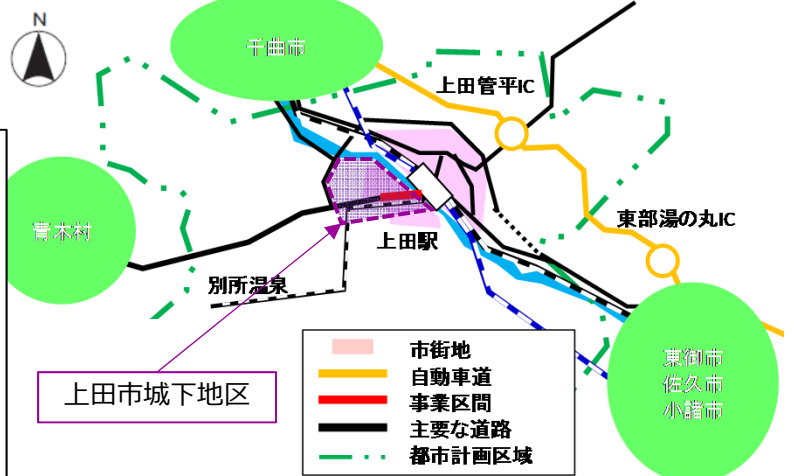 N
千曲市
上田管平IC
青木村
東部湯の丸IC
上田駅
別所温泉
上田市城下地区
東御市
佐久市
小諸市
市街地
自動車道
事業区間
主要な道路
都市計画区域